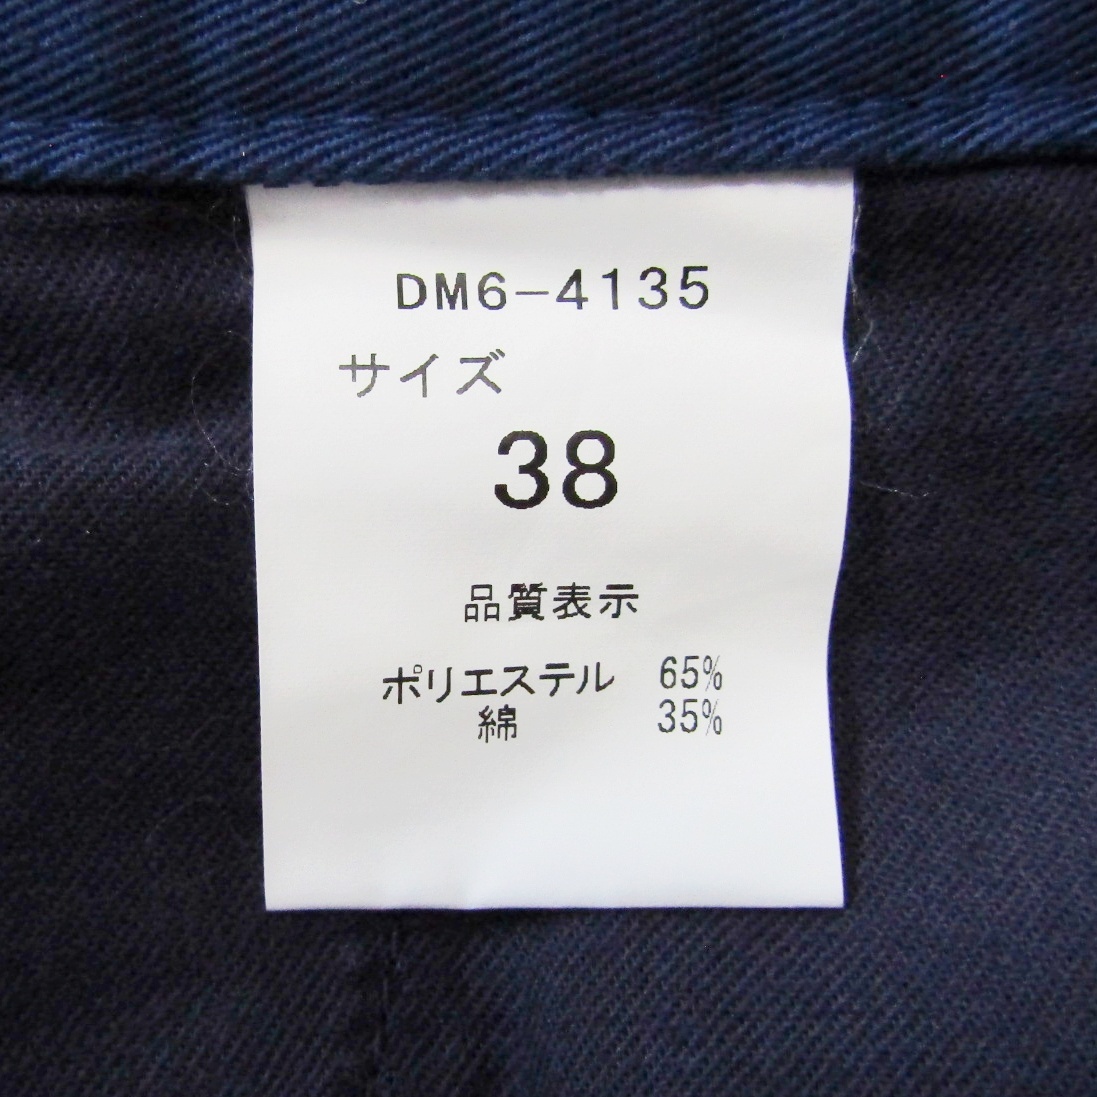 DM6-4135
サイズ
38
品質表示
ポリエステル 65%
綿 35%